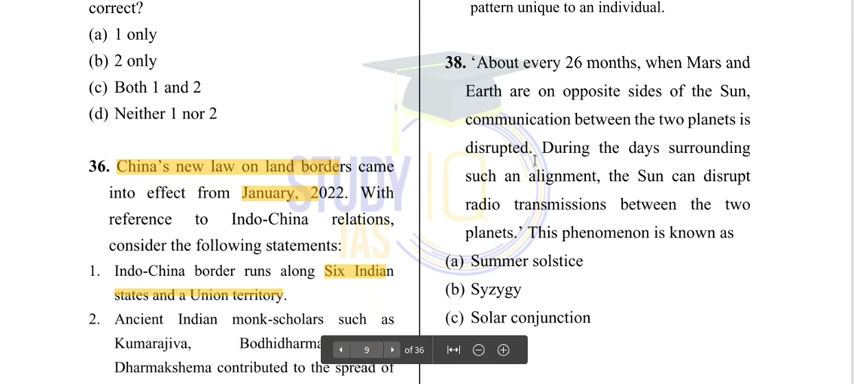 correct?
(a) 1 only
(b) 2 only
(c) Both 1 and 2
(d) Neither 1 nor 2
36. China's new law on land borders came
into effect from January, 2022. With
reference to Indo-China relations,
consider the following statements:
1. Indo-China border runs along Six Indian
states and a Union territory.
2. Ancient Indian monk-scholars such as
Kumarajiva, Bodhidharma
Dharmakshema contributed to the spread of
pattern unique to an individual.
38. ‘About every 26 months, when Mars and
Earth are on opposite sides of the Sun,
communication between the two planets is
disrupted. During the days surrounding
such an alignment, the Sun can disrupt
radio transmissions between the two
planets.’ This phenomenon is known as
(a) Summer solstice
(b) Syzygy
(c) Solar conjunction
STUDY IQ
IAS
9 of 36